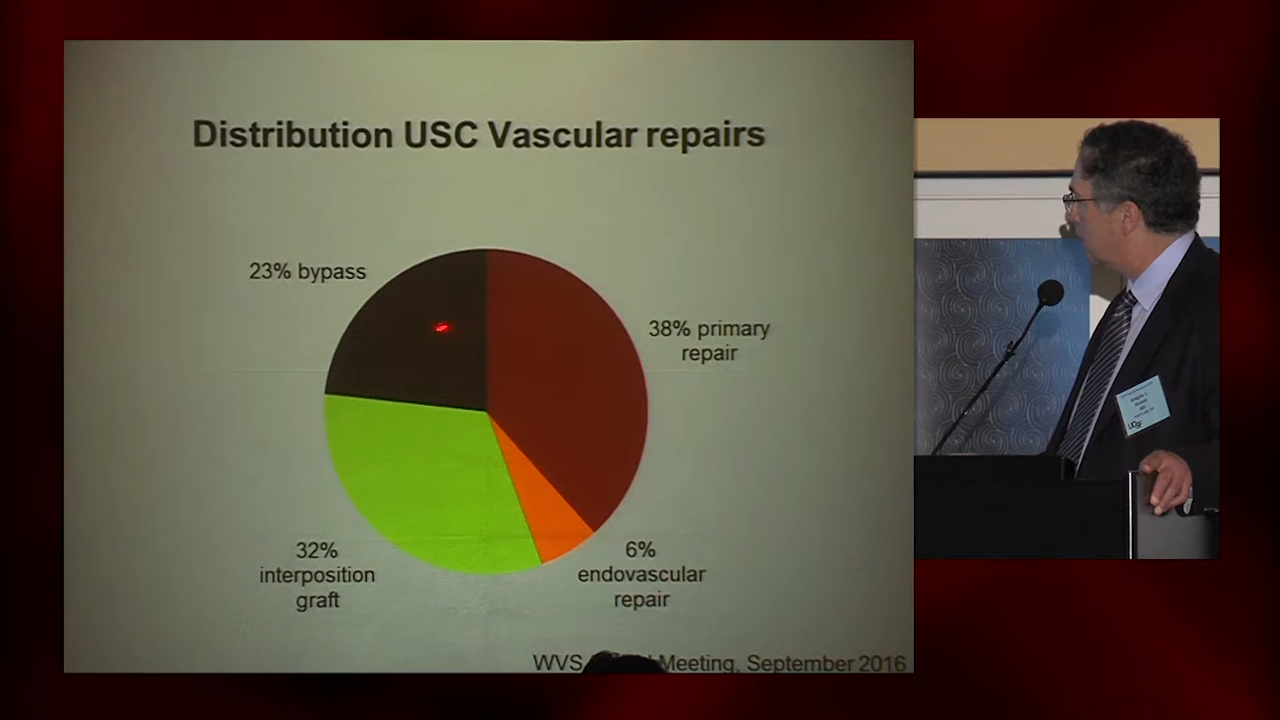 Distribution USC Vascular repairs
23% bypass
38% primary
repair
32%
interposition
graft
6%
endovascular
repair
WVS Meeting, September 2016
UCSF